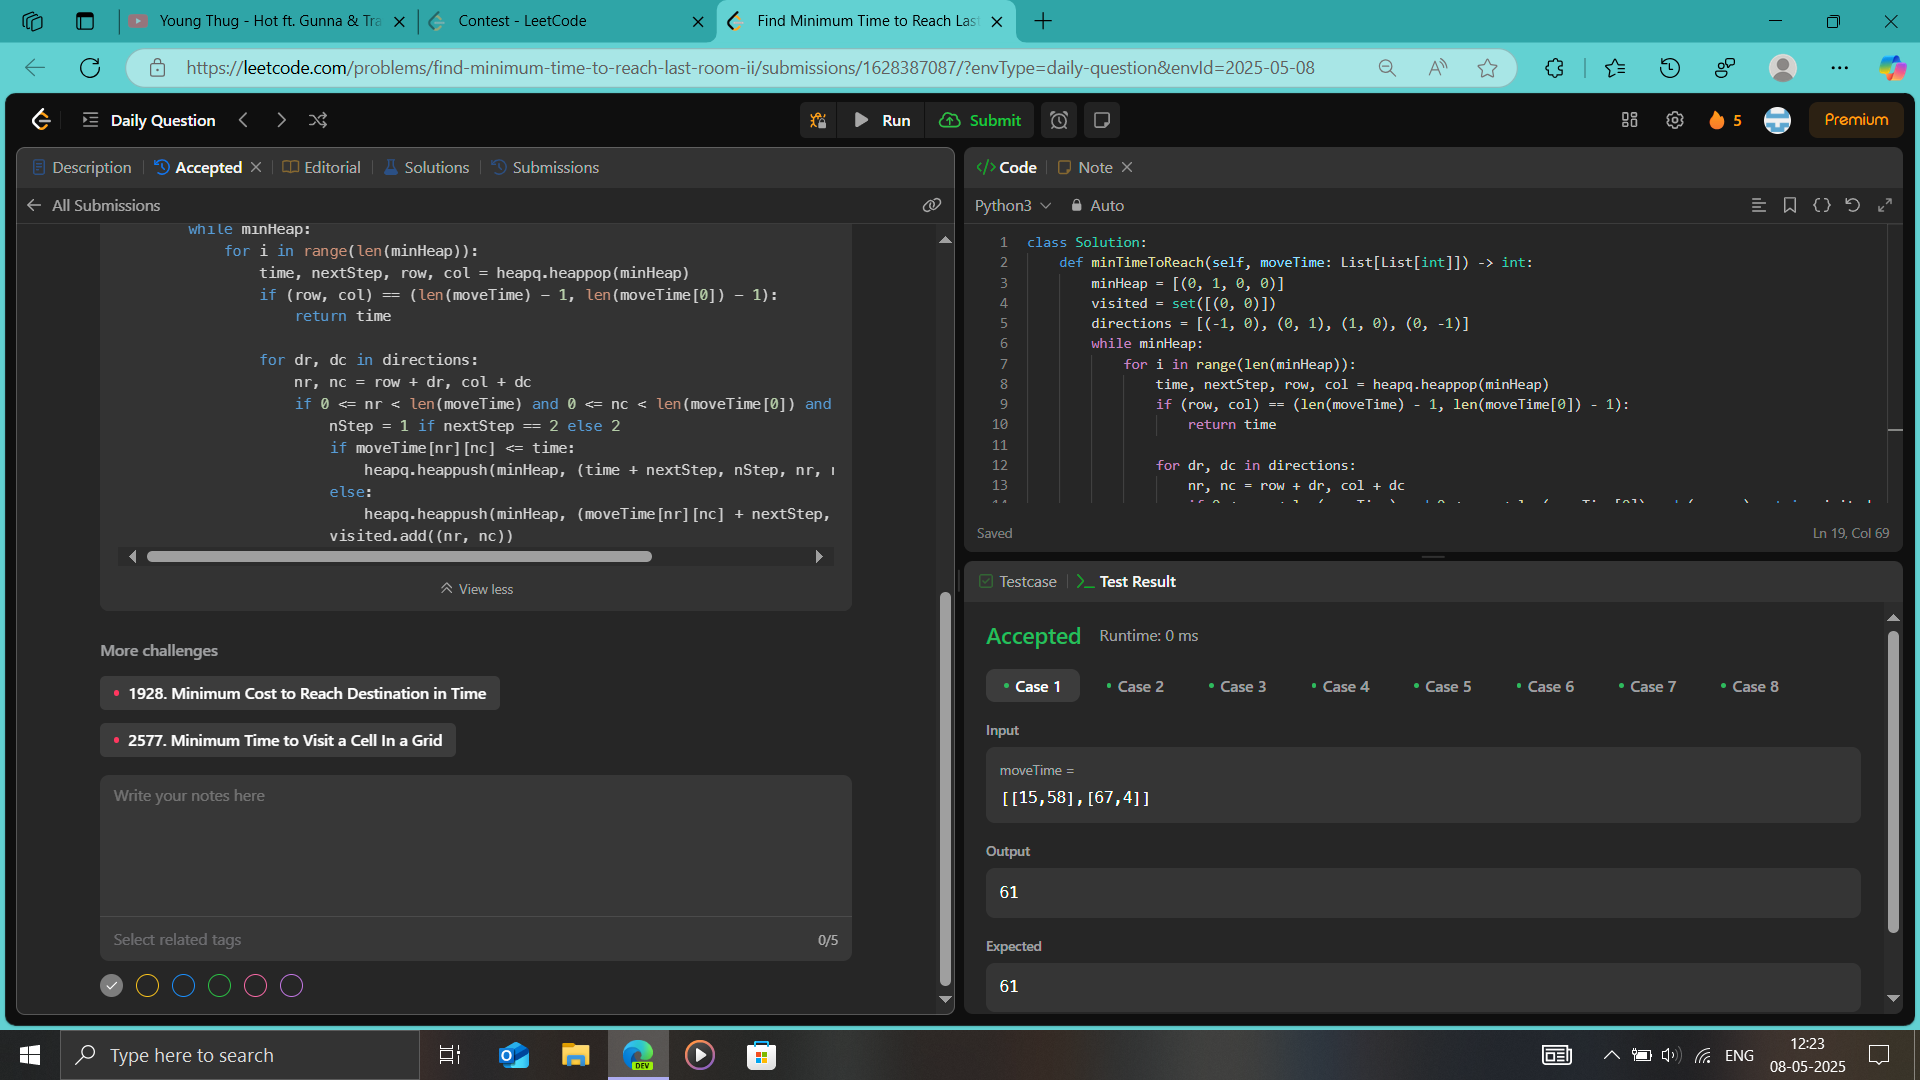 Young Thug - Hot ft. Gunna & Tra
Contest - LeetCode
Find Minimum Time to Reach Las
https://leetcode.com/problems/find-minimum-time-to-reach-last-room-ii/submissions/1628387087/?envType=daily-question&envId=2025-05-08
Daily Question
Run
Submit
5
Premium
Description
Accepted
Editorial
Solutions
Submissions
All Submissions
while minHeap:
for i in range(len(minHeap)):
time, nextStep, row, col = heapq.heappop(minHeap)
if (row, col) == (len(moveTime) - 1, len(moveTime[0]) - 1):
return time
for dr, dc in directions:
nr, nc = row + dr, col + dc
if 0 <= nr < len(moveTime) and 0 <= nc < len(moveTime[0]) and
nStep = 1 if nextStep == 2 else 2
if moveTime[nr][nc] <= time:
heapq.heappush(minHeap, (time + nextStep, nStep, nr,
else:
heapq.heappush(minHeap, (moveTime[nr][nc] + nextStep,
visited.add((nr, nc))
View less
More challenges
1928. Minimum Cost to Reach Destination in Time
2577. Minimum Time to Visit a Cell In a Grid
Write your notes here
Select related tags
0/5
</> Code
Note
Python3
Auto
1 class Solution:
2 def minTimeToReach(self, moveTime: List[List[int]]) -> int:
3 minHeap = [(0, 1, 0, 0)]
4 visited = set([(0, 0)])
5 directions = [(-1, 0), (0, 1), (1, 0), (0, -1)]
6 while minHeap:
7 for i in range(len(minHeap)):
8 time, nextStep, row, col = heapq.heappop(minHeap)
9 if (row, col) == (len(moveTime) - 1, len(moveTime[0]) - 1):
10 return time
11
12 for dr, dc in directions:
13 nr, nc = row + dr, col + dc
Saved
Ln 19, Col 69
Testcase
Test Result
Accepted
Runtime: 0 ms
Case 1
Case 2
Case 3
Case 4
Case 5
Case 6
Case 7
Case 8
Input
moveTime =
[[15,58],[67,4]]
Output
61
Expected
61
Type here to search
DEV
ENG
12:23
08-05-2025